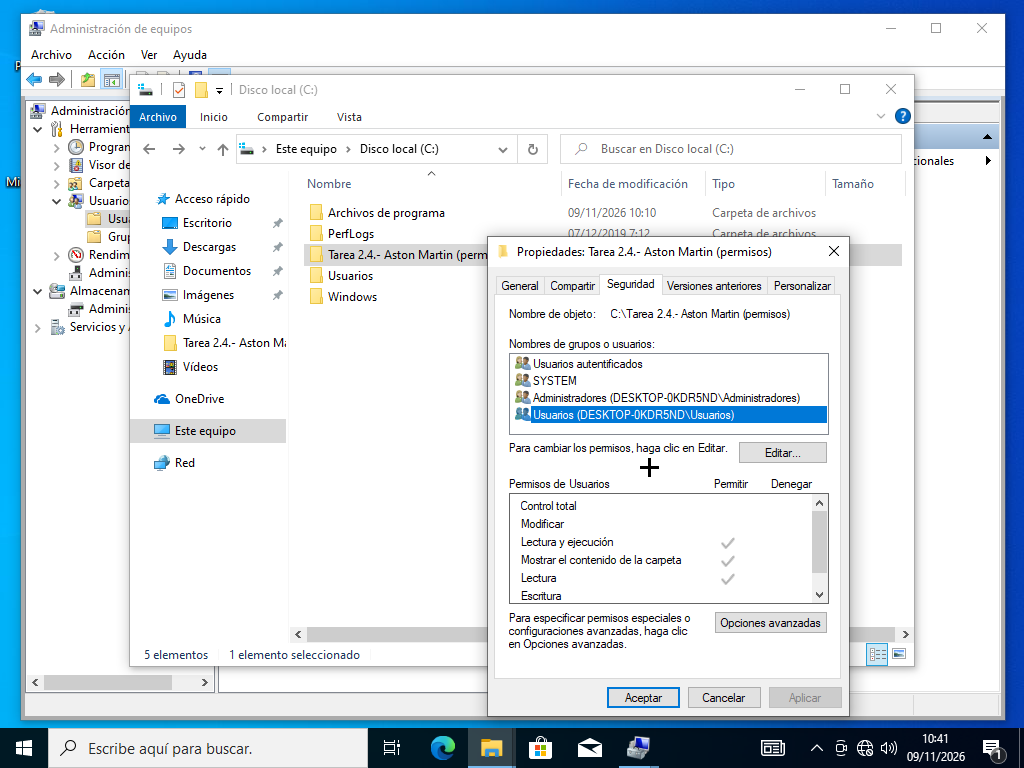 Administración de equipos
Archivo Acción Ver Ayuda
Disco local (C:)
Archivo Inicio Compartir Vista
Este equipo Disco local (C:)
Buscar en Disco local (C:)
Administración
Herramient
Program
Visor de
Carpeta
Usuario
Usua
Grup
Rendim
Adminis
Almacenam
Adminis
Servicios y A
cionales
Acceso rápido
Escritorio
Descargas
Documentos
Imágenes
Música
Tarea 2.4.- Aston Ma
Vídeos
OneDrive
Este equipo
Red
Nombre Fecha de modificación Tipo Tamaño
Archivos de programa 09/11/2026 10:10 Carpeta de archivos
PerfLogs 07/12/2019 7:12 Carpeta de archivos
Tarea 2.4.- Aston Martin (perm
Usuarios
Windows
5 elementos 1 elemento seleccionado
Propiedades: Tarea 2.4.- Aston Martin (permisos)
General Compartir Seguridad Versiones anteriores Personalizar
Nombre de objeto: C:\Tarea 2.4.- Aston Martin (permisos)
Nombres de grupos o usuarios:
Usuarios autentificados
SYSTEM
Administradores (DESKTOP-0KDR5ND\Administradores)
Usuarios (DESKTOP-0KDR5ND\Usuarios)
Para cambiar los permisos, haga clic en Editar. Editar...
Permisos de Usuarios Permitir Denegar
Control total
Modificar
Lectura y ejecución
Mostrar el contenido de la carpeta
Lectura
Escritura
Para especificar permisos especiales o
configuraciones avanzadas, haga clic
en Opciones avanzadas.
Opciones avanzadas
Aceptar Cancelar Aplicar
Escribe aquí para buscar.
10:41
09/11/2026
1